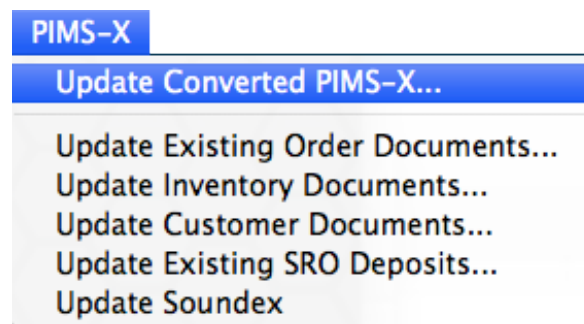 PIMS-X
Update Converted PIMS-X...
Update Existing Order Documents...
Update Inventory Documents...
Update Customer Documents...
Update Existing SRO Deposits...
Update Soundex